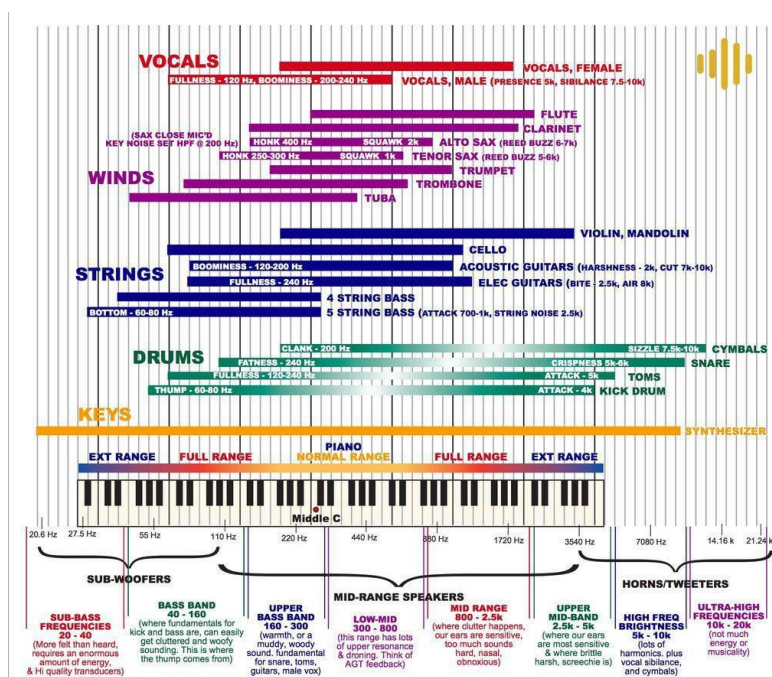 VOCALS
VOCALS, FEMALE
FULLNESS - 120 Hz, BOOMINESS - 200-240 Hz
VOCALS, MALE (PRESENCE 5k, SIBILANCE 7.5-10k)
FLUTE
CLARINET
(SAX CLOSE MIC'D
KEY NOISE SET HPF @ 200 Hz)
HONK 400 Hz SQUAWK 2k ALTO SAX (REED BUZZ 6-7k)
HONK 250-300 Hz SQUAWK 1k TENOR SAX (REED BUZZ 5-6k)
TRUMPET
WINDS
TROMBONE
TUBA
VIOLIN, MANDOLIN
CELLO
STRINGS
BOOMINESS - 120-200 Hz ACOUSTIC GUITARS (HARSHNESS - 2k, CUT 7k-10k)
FULLNESS - 240 Hz ELEC GUITARS (BITE - 2.5k, AIR 8k)
4 STRING BASS
BOTTOM - 60-80 Hz 5 STRING BASS (ATTACK 700-1k, STRING NOISE 2.5k)
DRUMS
CLANK - 200 Hz SIZZLE 7.5k-10k CYMBALS
FATNESS - 240 Hz CRISPNESS 5k-6k SNARE
FULLNESS - 120-240 Hz ATTACK - 5k TOMS
THUMP - 60-80 Hz ATTACK - 4k KICK DRUM
KEYS
SYNTHESIZER
PIANO
EXT RANGE FULL RANGE NORMAL RANGE FULL RANGE EXT RANGE
Middle C
20.6 Hz 27.5 Hz 55 Hz 110 Hz 220 Hz 440 Hz 880 Hz 1720 Hz 3540 Hz 7080 Hz 14.16 k 21.24 k
SUB-WOOFERS
MID-RANGE SPEAKERS
HORNS/TWEETERS
SUB-BASS
FREQUENCIES
20 - 40
(More felt than heard,
requires an enormous
amount of energy,
& Hi quality transducers)
BASS BAND
40 - 160
(where fundamentals for
kick and bass are, can easily
get cluttered and woofy
sounding. This is where
the thump comes from)
UPPER
BASS BAND
160 - 300
(warmth, or a
muddy, woody
sound. fundamental
for snare, toms,
guitars, male vox)
LOW-MID
300 - 800
(this range has lots
of upper resonance
& droning. Think of
AGT feedback)
MID RANGE
800 - 2.5k
(where clutter happens,
our ears are sensitive,
too much sounds
hard, nasal,
obnoxious)
UPPER
MID-BAND
2.5k - 5k
(where our ears
are most sensitive
& where brittle
harsh, screechie is)
HIGH FREQ
BRIGHTNESS
5k - 10k
(lots of
harmonics. plus
vocal sibilance,
and cymbals)
ULTRA-HIGH
FREQUENCIES
10k - 20k
(not much
energy or
musicality)